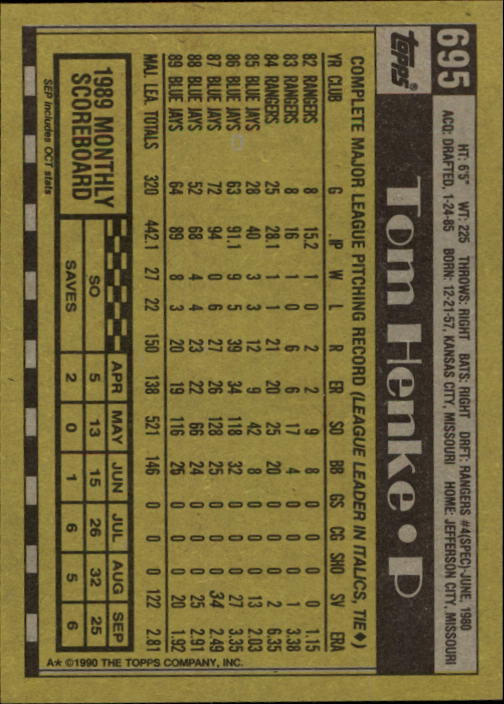 695
topps®
HT: 6'5" WT: 225 THROWS: RIGHT BATS: RIGHT DRFT: RANGERS #4(SPEC)-JUNE, 1980
ACQ: DRAFTED, 1-24-85 BORN: 12-21-57, KANSAS CITY, MISSOURI HOME: JEFFERSON CITY, MISSOURI
Tom Henke • P
COMPLETE MAJOR LEAGUE PITCHING RECORD (LEAGUE LEADER IN ITALICS, TIE♦)
YR CLUB G IP W L R ER SO BB GS CG SHO SV ERA
82 RANGERS 8 15.2 1 0 2 2 9 8 0 0 0 0 1.15
83 RANGERS 8 16 1 0 6 6 17 4 0 0 0 1 3.38
84 RANGERS 25 28.1 1 1 21 20 25 20 0 0 0 2 6.35
85 BLUE JAYS 28 40 3 3 12 9 42 8 0 0 0 13 2.03
86 BLUE JAYS 63 91.1 9 5 39 34 118 32 0 0 0 27 3.35
87 BLUE JAYS 72 94 0 6 27 26 128 25 0 0 0 34 2.49
88 BLUE JAYS 52 68 4 4 23 22 66 24 0 0 0 25 2.91
89 BLUE JAYS 64 89 8 3 20 19 116 26 0 0 0 20 1.92
MAJ. LEA. TOTALS 320 442.1 27 22 150 138 521 146 0 0 0 122 2.81
1989 MONTHLY
SCOREBOARD
APR MAY JUN JUL AUG SEP
SO 5 13 15 26 32 25
SAVES 2 0 1 6 5 6
SEP includes OCT stats
A* ©1990 THE TOPPS COMPANY, INC.